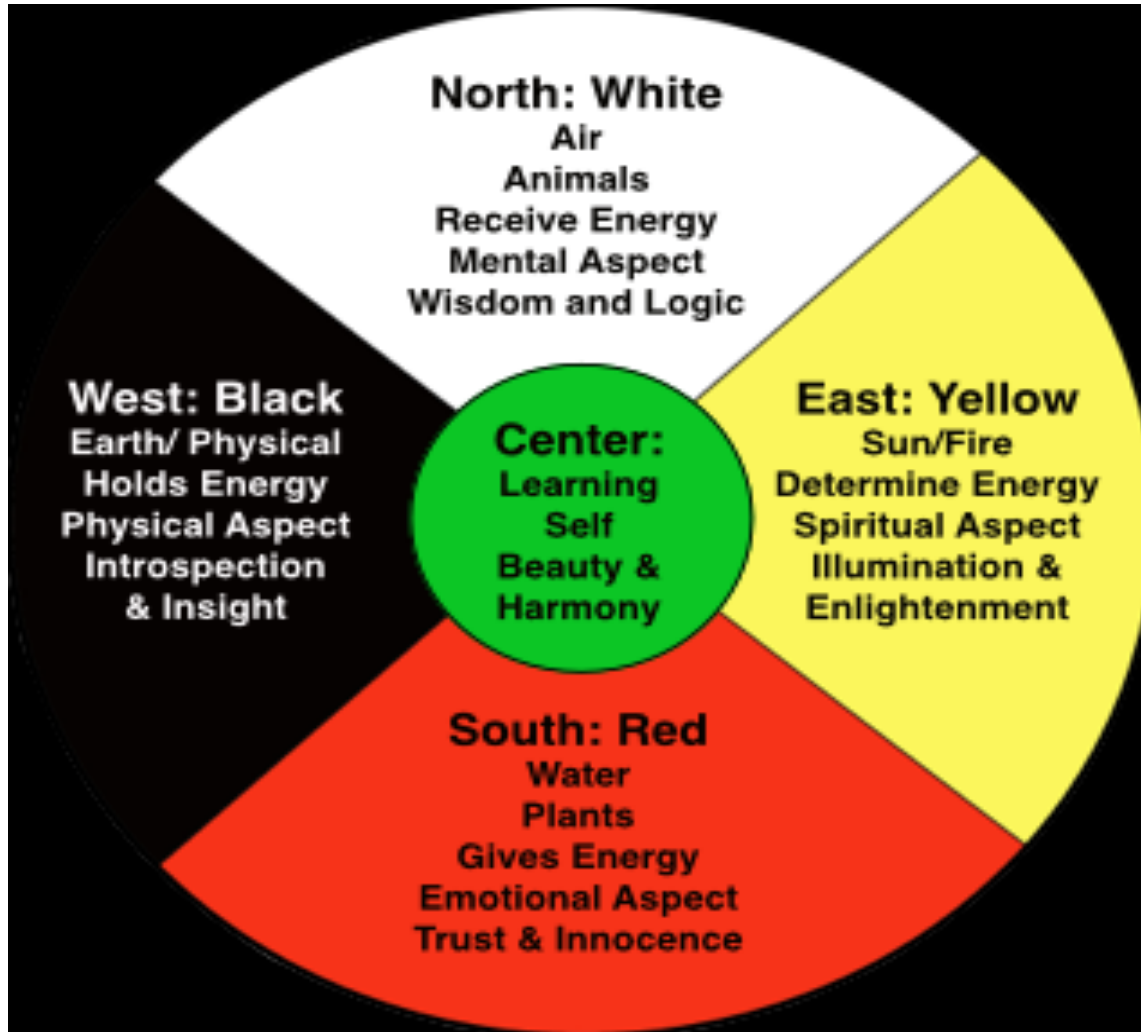 North: White
Air
Animals
Receive Energy
Mental Aspect
Wisdom and Logic
West: Black
Earth/ Physical
Holds Energy
Physical Aspect
Introspection
& Insight
Center:
Learning
Self
Beauty &
Harmony
East: Yellow
Sun/Fire
Determine Energy
Spiritual Aspect
Illumination &
Enlightenment
South: Red
Water
Plants
Gives Energy
Emotional Aspect
Trust & Innocence